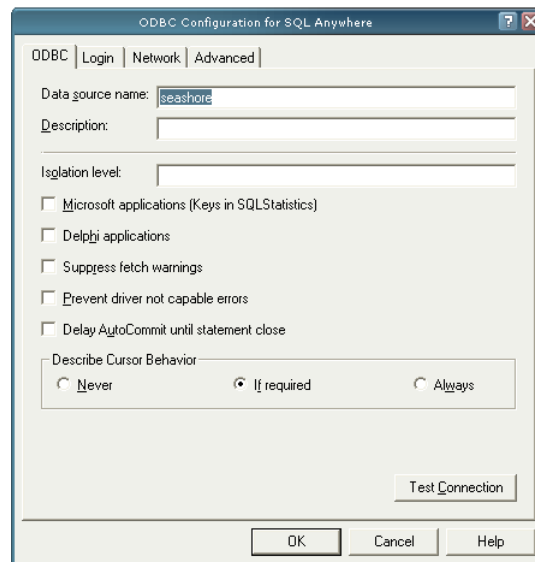 ODBC Configuration for SQL Anywhere
ODBC Login Network Advanced
Data source name: seashore
Description:
Isolation level:
Microsoft applications (Keys in SQLStatistics)
Delphi applications
Suppress fetch warnings
Prevent driver not capable errors
Delay AutoCommit until statement close
Describe Cursor Behavior
Never If required Always
Test Connection
OK Cancel Help